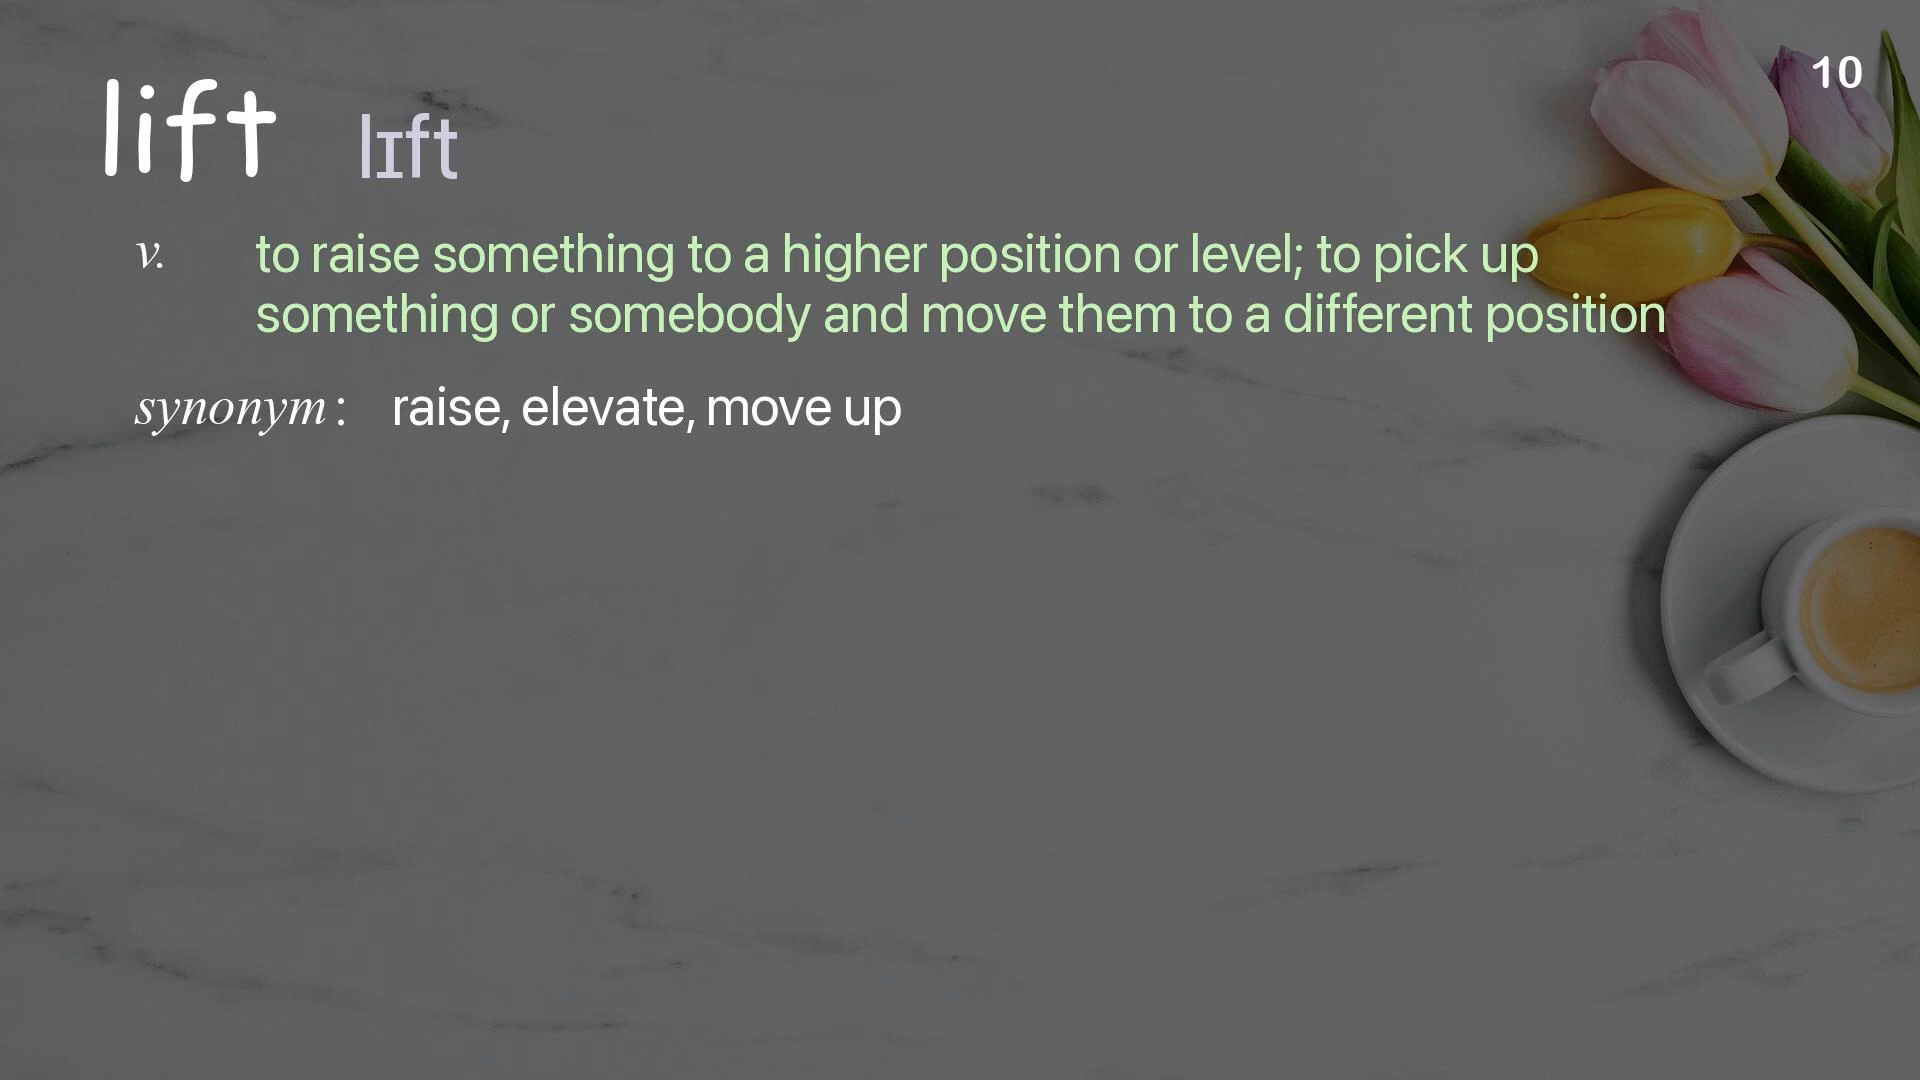 10
lift lɪft
v. to raise something to a higher position or level; to pick up
something or somebody and move them to a different position
synonym : raise, elevate, move up